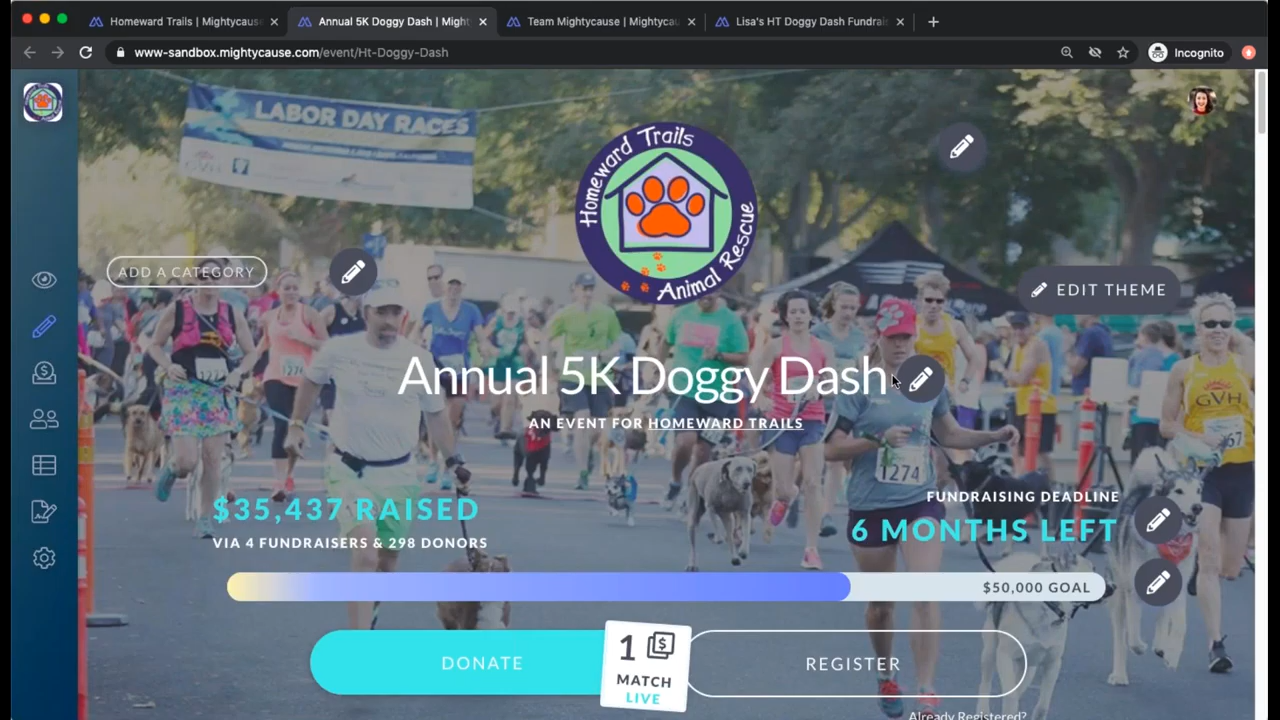 Homeward Trails | Mightycause
Annual 5K Doggy Dash | Might
Team Mightycause | Mightycau
Lisa's HT Doggy Dash Fundrais
www-sandbox.mightycause.com/event/Ht-Doggy-Dash
Incognito
LABOR DAY RACES
Homeward Trails
Animal Rescue
ADD A CATEGORY
EDIT THEME
Annual 5K Doggy Dash
AN EVENT FOR HOMEWARD TRAILS
GVH
1274
$35,437 RAISED
VIA 4 FUNDRAISERS & 298 DONORS
FUNDRAISING DEADLINE
6 MONTHS LEFT
$50,000 GOAL
DONATE
1
MATCH
LIVE
REGISTER
Already Registered?